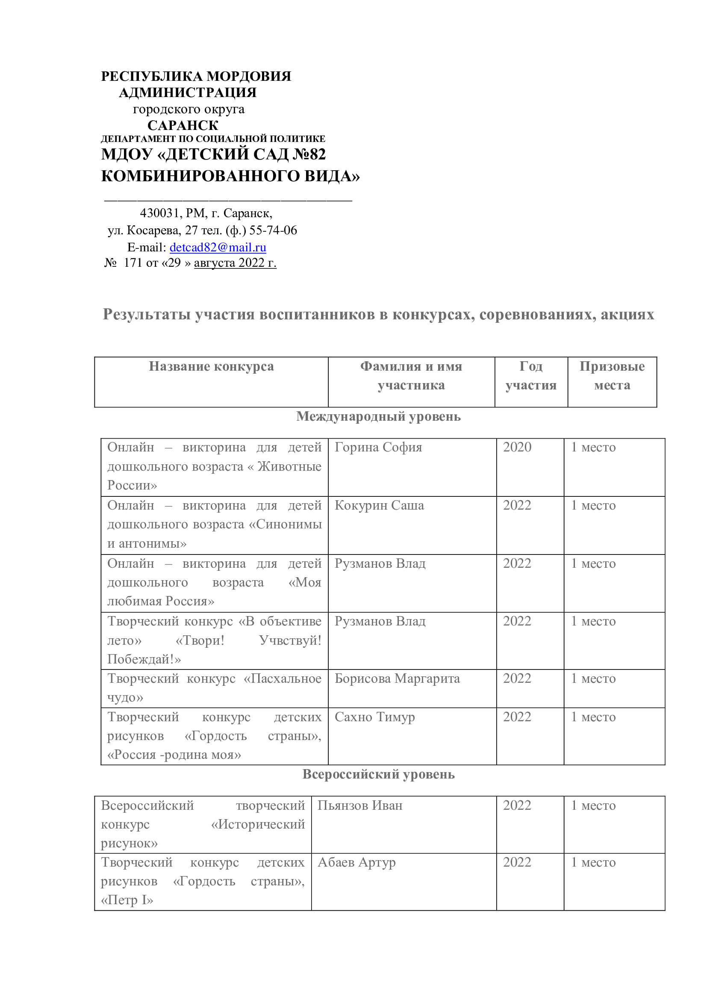 РЕСПУБЛИКА МОРДОВИЯ
АДМИНИСТРАЦИЯ
городского округа
САРАНСК
ДЕПАРТАМЕНТ ПО СОЦИАЛЬНОЙ ПОЛИТИКЕ
МДОУ «ДЕТСКИЙ САД №82
КОМБИНИРОВАННОГО ВИДА»
430031, РМ, г. Саранск,
ул. Косарева, 27 тел. (ф.) 55-74-06
E-mail: detcad82@mail.ru
№ 171 от «29 » августа 2022 г.
Результаты участия воспитанников в конкурсах, соревнованиях, акциях
Название конкурса Фамилия и имя Год Призовые
участника участия места
Международный уровень
Онлайн – викторина для детей Горина София 2020 1 место
дошкольного возраста « Животные
России»
Онлайн – викторина для детей Кокурин Саша 2022 1 место
дошкольного возраста «Синонимы
и антонимы»
Онлайн – викторина для детей Рузманов Влад 2022 1 место
дошкольного возраста «Моя
любимая Россия»
Творческий конкурс «В объективе Рузманов Влад 2022 1 место
лето» «Твори! Учвствуй!
Побеждай!»
Творческий конкурс «Пасхальное Борисова Маргарита 2022 1 место
чудо»
Творческий конкурс детских Сахно Тимур 2022 1 место
рисунков «Гордость страны»,
«Россия -родина моя»
Всероссийский уровень
Всероссийский творческий Пьянзов Иван 2022 1 место
конкурс «Исторический
рисунок»
Творческий конкурс детских Абаев Артур 2022 1 место
рисунков «Гордость страны»,
«Петр I»